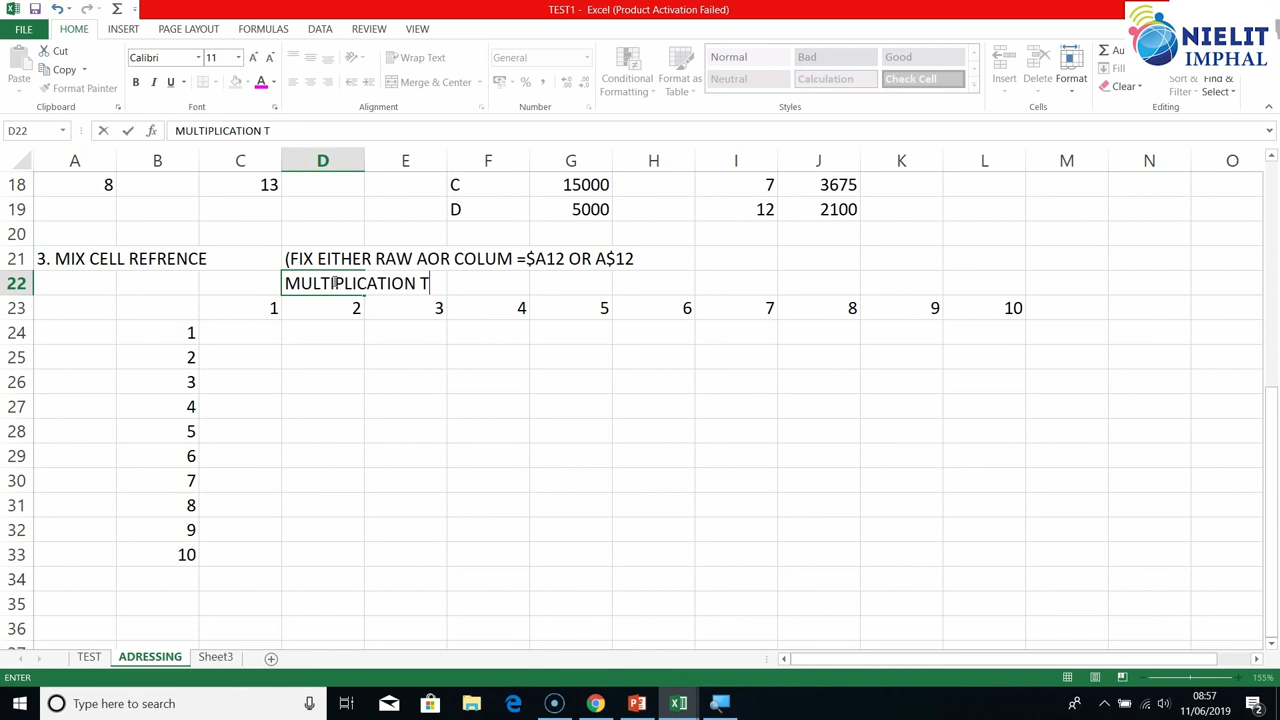 TEST1 - Excel (Product Activation Failed)
NIELIT
IMPHAL
FILE HOME INSERT PAGE LAYOUT FORMULAS DATA REVIEW VIEW
Paste Cut Calibri 11 Wrap Text General Conditional Formatting Format as Table Normal Bad Good Insert Delete Format Au
Copy Neutral Calculation Check Cell Fill
Format Painter B I U Merge & Center Clear Sort & Filter Find & Select
Clipboard Font Alignment Number Styles Cells Editing
D22 fx MULTIPLICATION T
A B C D E F G H I J K L M N O
18 8 13 C 15000 7 3675
19 D 5000 12 2100
20
21 3. MIX CELL REFRENCE (FIX EITHER RAW AOR COLUM =$A12 OR A$12
22 MULTIPLICATION T
23 1 2 3 4 5 6 7 8 9 10
24 1
25 2
26 3
27 4
28 5
29 6
30 7
31 8
32 9
33 10
34
35
36
TEST ADRESSING Sheet3
ENTER 155%
Type here to search
08:57
11/06/2019
2